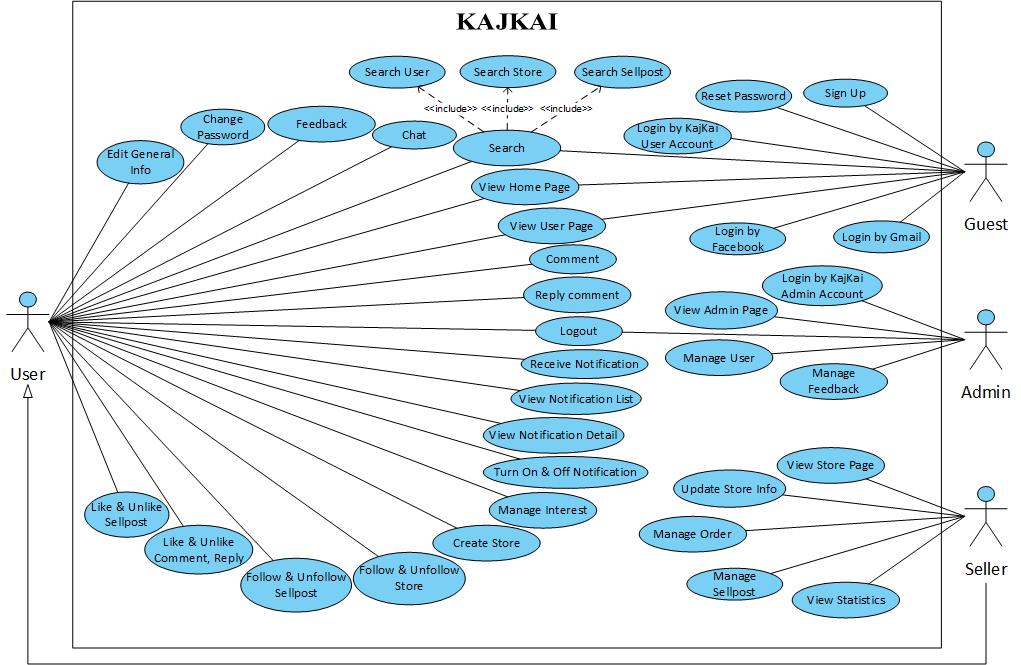 KAJKAI
Search User
Search Store
Search Sellpost
<<include>>
<<include>>
<<include>>
Reset Password
Sign Up
Change
Password
Feedback
Chat
Login by KajKai
User Account
Edit General
Info
Search
View Home Page
Guest
View User Page
Login by
Facebook
Login by Gmail
Comment
Login by KajKai
Admin Account
Reply comment
View Admin Page
Logout
User
Receive Notification
Manage User
Manage
Feedback
Admin
View Notification List
View Notification Detail
View Store Page
Turn On & Off Notification
Update Store Info
Like & Unlike
Sellpost
Manage Interest
Manage Order
Like & Unlike
Comment, Reply
Create Store
Follow & Unfollow
Sellpost
Follow & Unfollow
Store
Manage
Sellpost
View Statistics
Seller